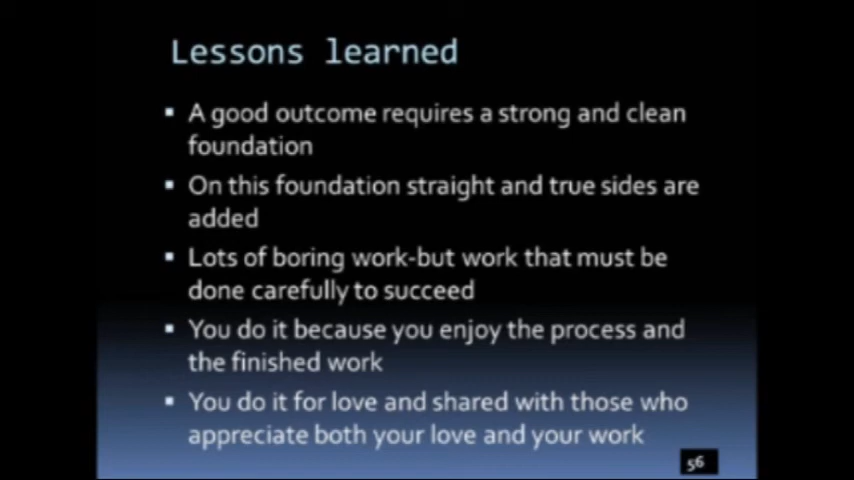 Lessons learned
▪ A good outcome requires a strong and clean
foundation
▪ On this foundation straight and true sides are
added
▪ Lots of boring work-but work that must be
done carefully to succeed
▪ You do it because you enjoy the process and
the finished work
▪ You do it for love and shared with those who
appreciate both your love and your work
56